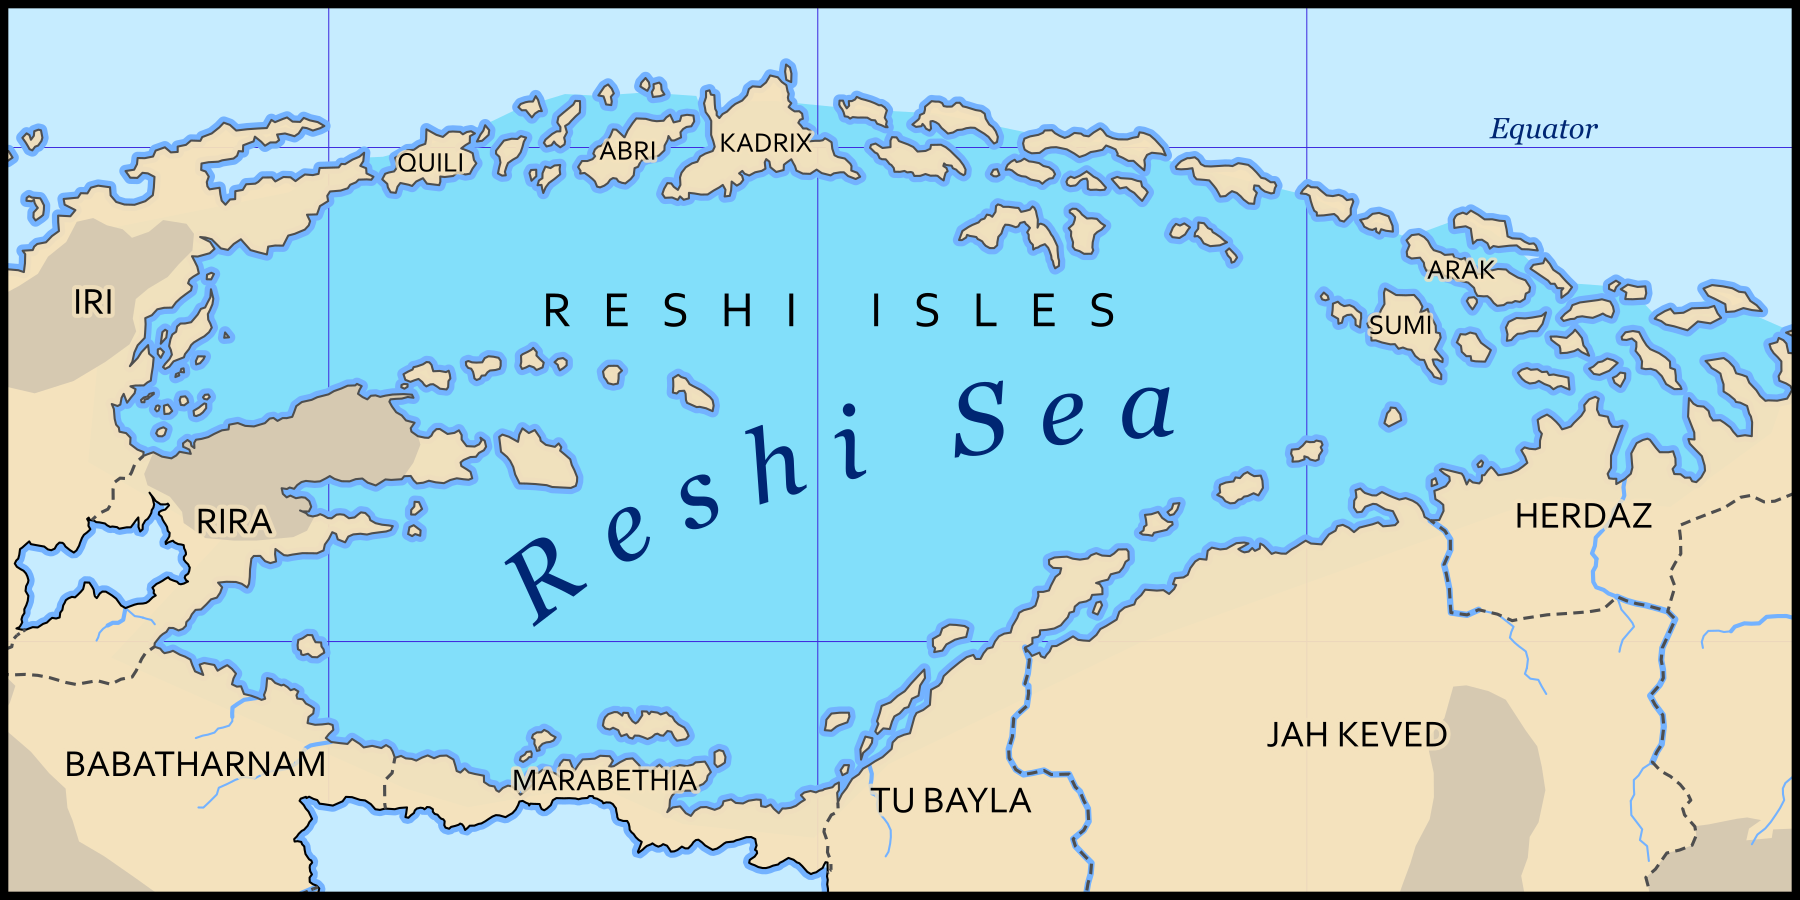 Equator
QUILI
ABRI
KADRIX
ARAK
IRI
RESHI ISLES
SUMI
Reshi Sea
RIRA
HERDAZ
JAH KEVED
BABATHARNAM
MARABETHIA
TU BAYLA